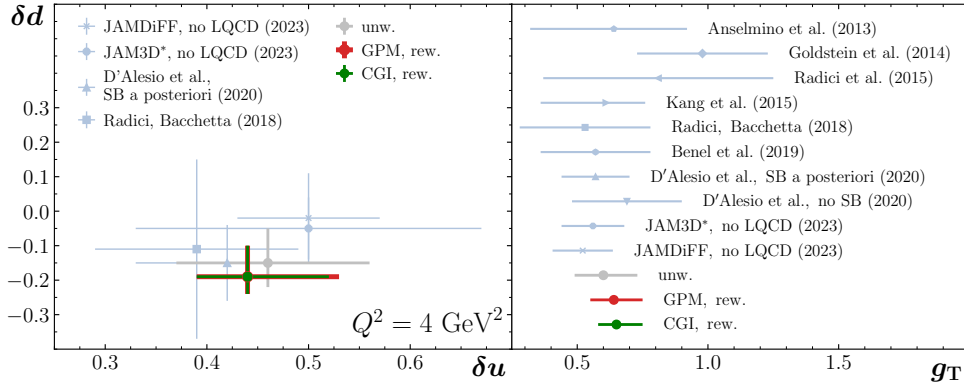 δd
JAMDiFF, no LQCD (2023)
JAM3D*, no LQCD (2023)
D'Alesio et al.,
SB a posteriori (2020)
Radici, Bacchetta (2018)
unw.
GPM, rew.
CGI, rew.
0.3
0.2
0.1
0.0
−0.1
−0.2
−0.3
Q² = 4 GeV²
0.3
0.4
0.5
0.6
δu
Anselmino et al. (2013)
Goldstein et al. (2014)
Radici et al. (2015)
Kang et al. (2015)
Radici, Bacchetta (2018)
Benel et al. (2019)
D′Alesio et al., SB a posteriori (2020)
D′Alesio et al., no SB (2020)
JAM3D*, no LQCD (2023)
JAMDiFF, no LQCD (2023)
unw.
GPM, rew.
CGI, rew.
0.5
1.0
1.5
g_T